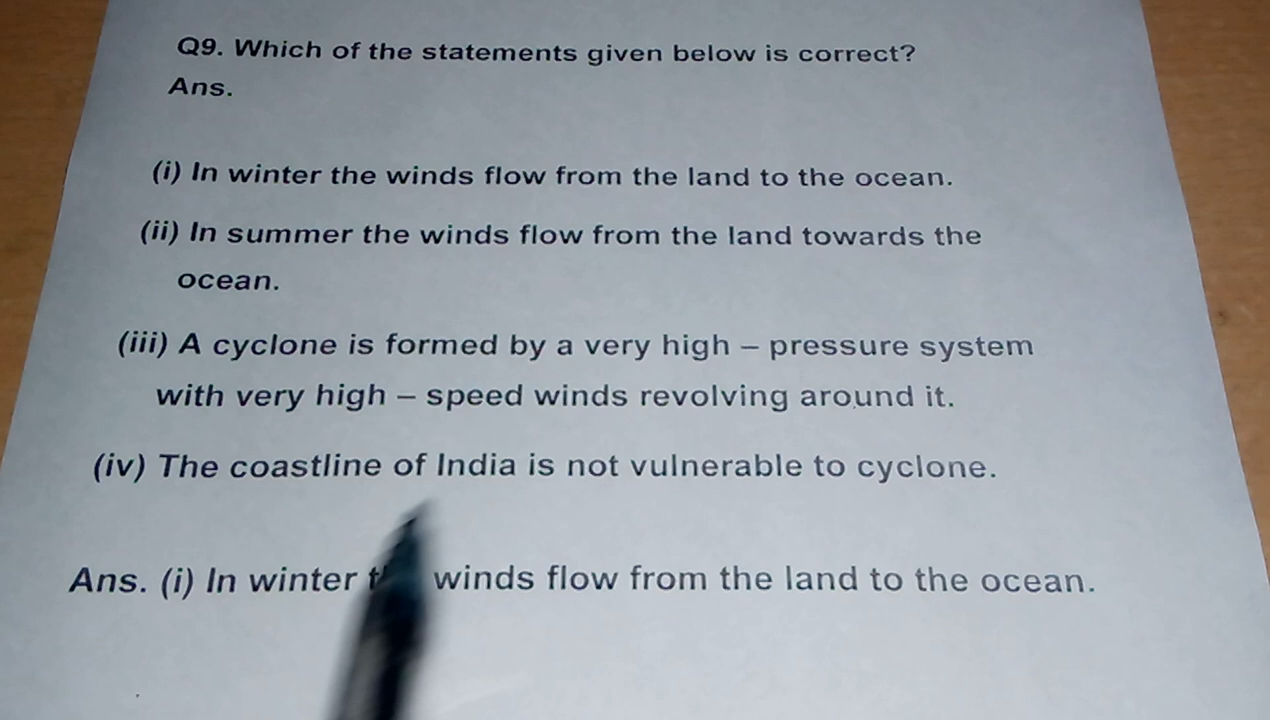 Q9. Which of the statements given below is correct?
Ans.
(i) In winter the winds flow from the land to the ocean.
(ii) In summer the winds flow from the land towards the
ocean.
(iii) A cyclone is formed by a very high – pressure system
with very high – speed winds revolving around it.
(iv) The coastline of India is not vulnerable to cyclone.
Ans. (i) In winter winds flow from the land to the ocean.